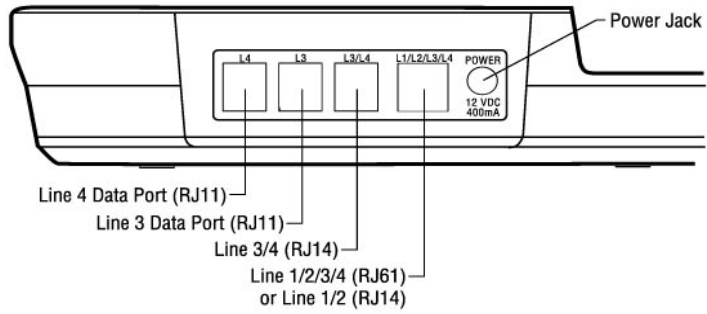 Power Jack
L4 L3 L3/L4 L1/L2/L3/L4 POWER
12 VDC
400mA
Line 4 Data Port (RJ11)
Line 3 Data Port (RJ11)
Line 3/4 (RJ14)
Line 1/2/3/4 (RJ61)
or Line 1/2 (RJ14)